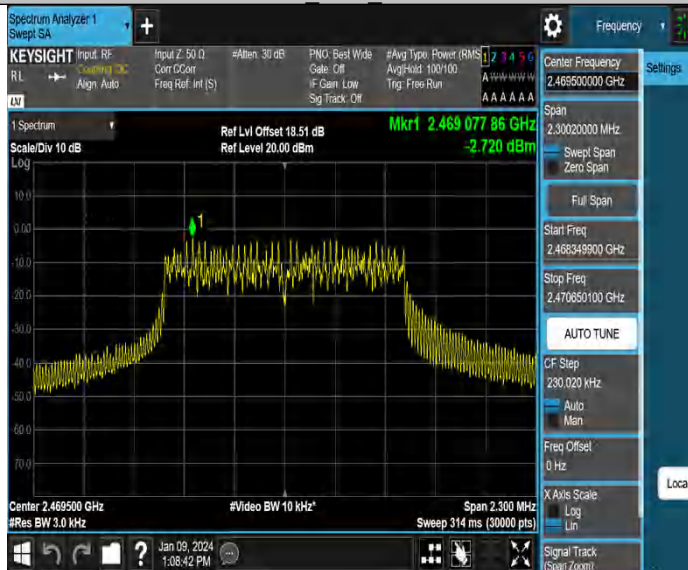 Spectrum Analyzer 1
Swept SA
+
Frequency
KEYSIGHT
Input: RF
Coupling: DC
Align: Auto
RL
LXI
Input Z: 50 Ω
Corr CCorr
Freq Ref: Int (S)
#Atten: 30 dB
PNO: Best Wide
Gate: Off
IF Gain: Low
Sig Track: Off
#Avg Type: Power (RMS
Avg|Hold: 100/100
Trig: Free Run
1 2 3 4 5 6
A W W W W W
A A A A A A
1 Spectrum
Scale/Div 10 dB
Log
Ref Lvl Offset 18.51 dB
Ref Level 20.00 dBm
Mkr1 2.469 077 86 GHz
-2.720 dBm
10.0
0.00
-10.0
-20.0
-30.0
-40.0
-50.0
-60.0
-70.0
1
Center 2.469500 GHz
#Res BW 3.0 kHz
#Video BW 10 kHz*
Span 2.300 MHz
Sweep 314 ms (30000 pts)
Jan 09, 2024
1:08:42 PM
?
Center Frequency
2.469500000 GHz
Settings
Span
2.30020000 MHz
Swept Span
Zero Span
Full Span
Start Freq
2.468349900 GHz
Stop Freq
2.470650100 GHz
AUTO TUNE
CF Step
230.020 kHz
Auto
Man
Freq Offset
0 Hz
X Axis Scale
Log
Lin
Loca
Signal Track
(Span Zoom)